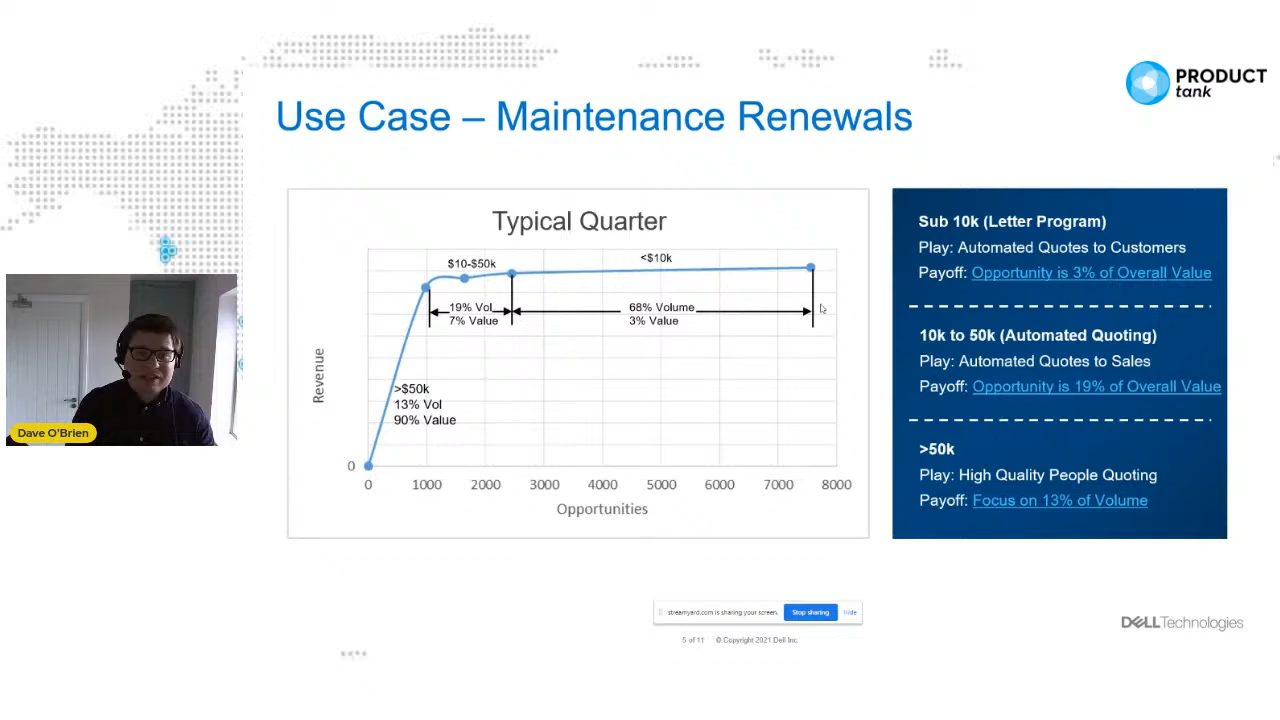 PRODUCT
tank
Use Case – Maintenance Renewals
Typical Quarter
$10-$50k
<$10k
19% Vol
7% Value
68% Volume
3% Value
>$50k
13% Vol
90% Value
Revenue
0
0 1000 2000 3000 4000 5000 6000 7000 8000
Opportunities
Sub 10k (Letter Program)
Play: Automated Quotes to Customers
Payoff: Opportunity is 3% of Overall Value
10k to 50k (Automated Quoting)
Play: Automated Quotes to Sales
Payoff: Opportunity is 19% of Overall Value
>50k
Play: High Quality People Quoting
Payoff: Focus on 13% of Volume
Dave O'Brien
streamyard.com is sharing your screen. Stop sharing Hide
5 of 11 © Copyright 2021 Dell Inc.
DELLTechnologies